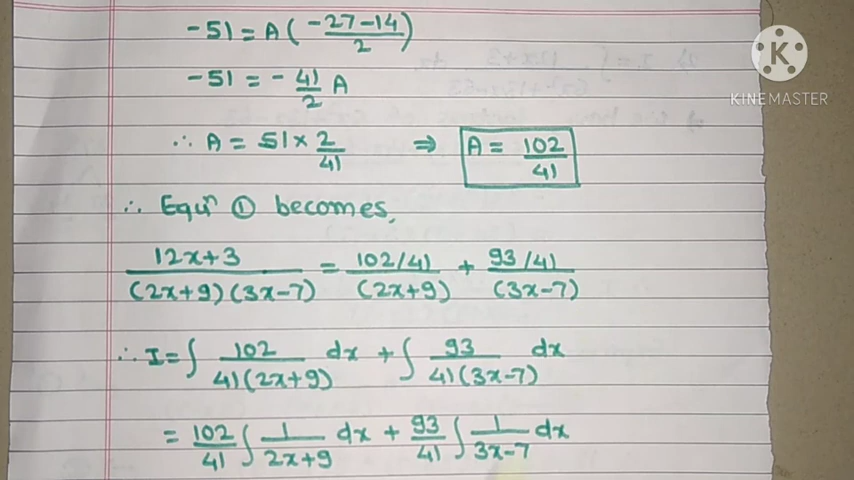 -51 = A(-27-14/2)
-51 = -41/2 A
∴ A = 51 × 2/41 ⇒ A = 102/41
∴ Equⁿ ① becomes,
12x+3/(2x+9)(3x-7) = 102/41/(2x+9) + 93/41/(3x-7)
∴ I = ∫ 102/41(2x+9) dx + ∫ 93/41(3x-7) dx
= 102/41 ∫ 1/2x+9 dx + 93/41 ∫ 1/3x-7 dx
K
KINEMASTER